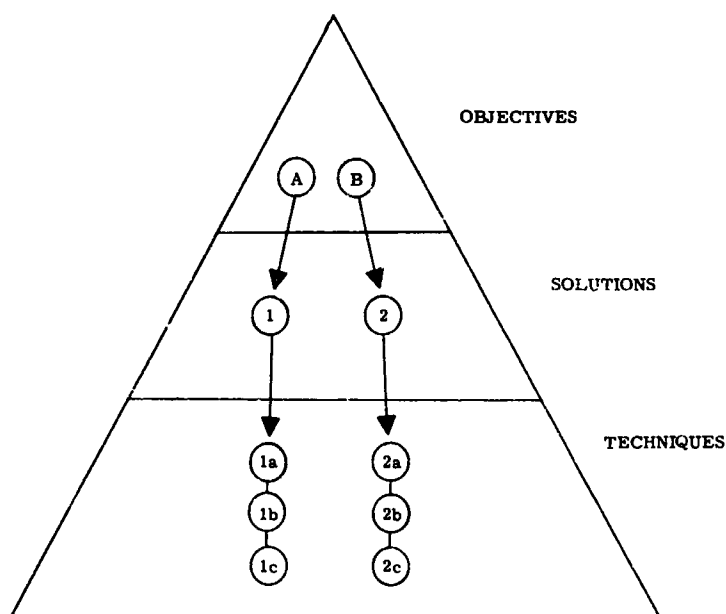 OBJECTIVES
A B
SOLUTIONS
1 2
TECHNIQUES
1a 2a
1b 2b
1c 2c